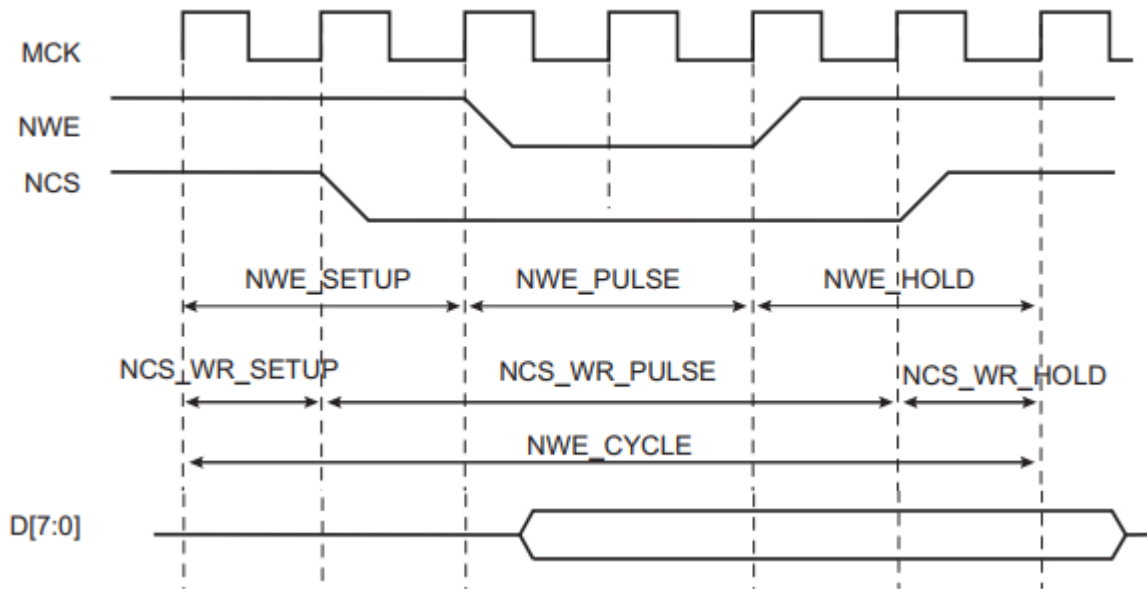 MCK
NWE
NCS
NWE_SETUP NWE_PULSE NWE_HOLD
NCS_WR_SETUP NCS_WR_PULSE NCS_WR_HOLD
NWE_CYCLE
D[7:0]